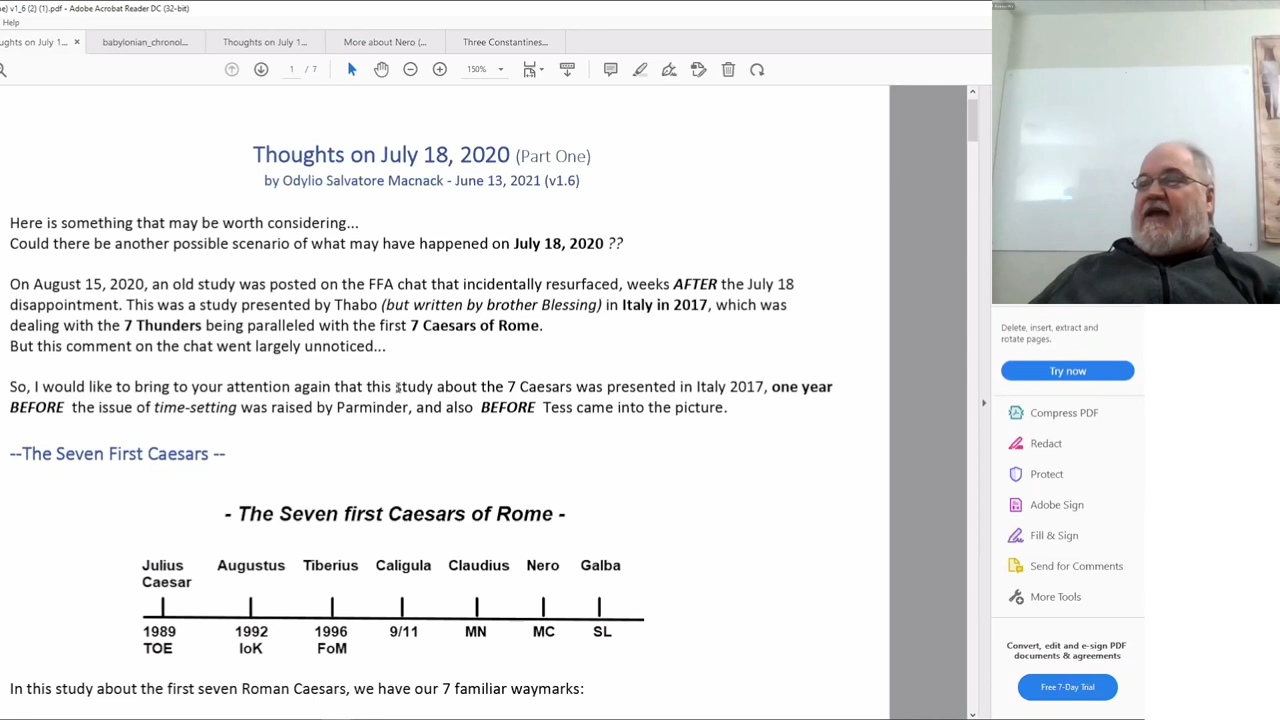 e) v1_6 (2) (1).pdf - Adobe Acrobat Reader DC (32-bit)
Help
ughts on July 1... × babylonian_chronol... Thoughts on July 1... More about Nero (... Three Constantines...
1 / 7 150%
Thoughts on July 18, 2020 (Part One)
by Odylio Salvatore Macnack - June 13, 2021 (v1.6)
Here is something that may be worth considering...
Could there be another possible scenario of what may have happened on July 18, 2020 ??
On August 15, 2020, an old study was posted on the FFA chat that incidentally resurfaced, weeks AFTER the July 18
disappointment. This was a study presented by Thabo (but written by brother Blessing) in Italy in 2017, which was
dealing with the 7 Thunders being paralleled with the first 7 Caesars of Rome.
But this comment on the chat went largely unnoticed...
So, I would like to bring to your attention again that this study about the 7 Caesars was presented in Italy 2017, one year
BEFORE the issue of time-setting was raised by Parminder, and also BEFORE Tess came into the picture.
--The Seven First Caesars --
- The Seven first Caesars of Rome -
Julius Augustus Tiberius Caligula Claudius Nero Galba
Caesar
1989 1992 1996 9/11 MN MC SL
TOE IoK FoM
In this study about the first seven Roman Caesars, we have our 7 familiar waymarks:
Delete, insert, extract and
rotate pages.
Try now
Compress PDF
Redact
Protect
Adobe Sign
Fill & Sign
Send for Comments
More Tools
Convert, edit and e-sign PDF
documents & agreements
Free 7-Day Trial